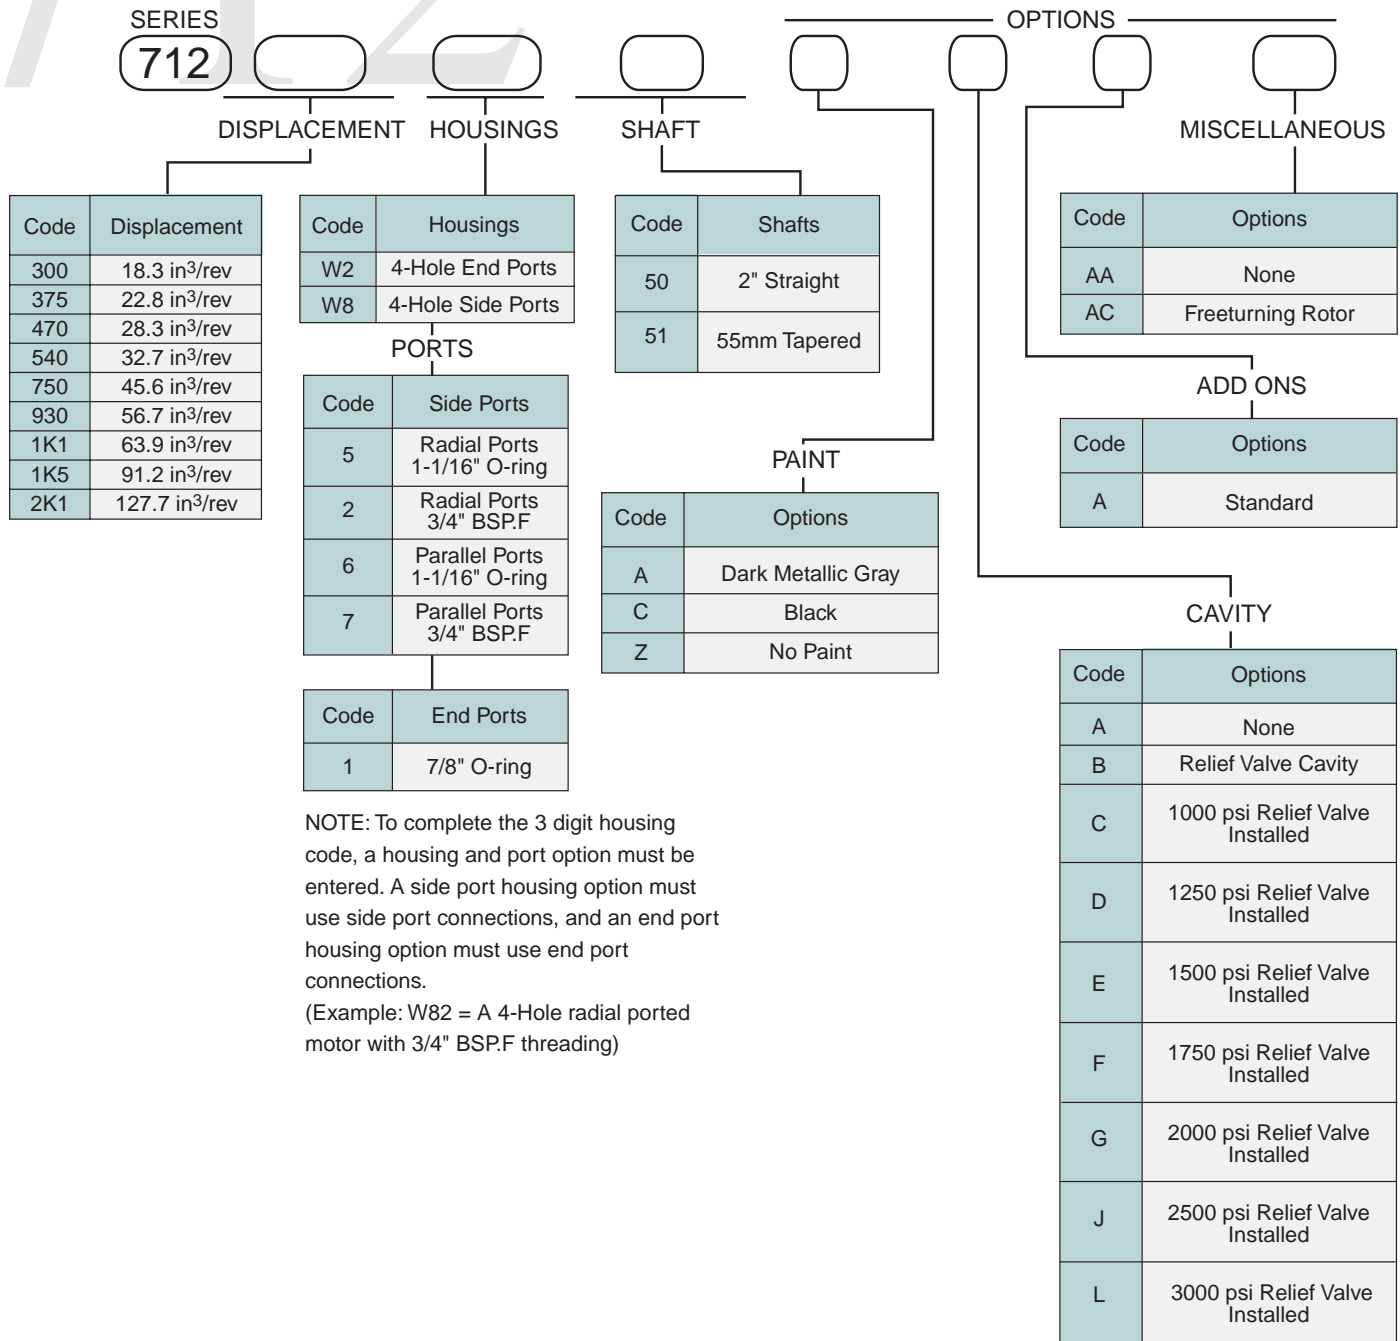 SERIES
OPTIONS
712
DISPLACEMENT
HOUSINGS
SHAFT
MISCELLANEOUS
Code Displacement
300 18.3 in3/rev
375 22.8 in3/rev
470 28.3 in3/rev
540 32.7 in3/rev
750 45.6 in3/rev
930 56.7 in3/rev
1K1 63.9 in3/rev
1K5 91.2 in3/rev
2K1 127.7 in3/rev
Code Housings
W2 4-Hole End Ports
W8 4-Hole Side Ports
PORTS
Code Side Ports
5 Radial Ports
1-1/16" O-ring
2 Radial Ports
3/4" BSP.F
6 Parallel Ports
1-1/16" O-ring
7 Parallel Ports
3/4" BSP.F
Code End Ports
1 7/8" O-ring
NOTE: To complete the 3 digit housing
code, a housing and port option must be
entered. A side port housing option must
use side port connections, and an end port
housing option must use end port
connections.
(Example: W82 = A 4-Hole radial ported
motor with 3/4" BSP.F threading)
Code Shafts
50 2" Straight
51 55mm Tapered
PAINT
Code Options
A Dark Metallic Gray
C Black
Z No Paint
Code Options
AA None
AC Freeturning Rotor
ADD ONS
Code Options
A Standard
CAVITY
Code Options
A None
B Relief Valve Cavity
C 1000 psi Relief Valve
Installed
D 1250 psi Relief Valve
Installed
E 1500 psi Relief Valve
Installed
F 1750 psi Relief Valve
Installed
G 2000 psi Relief Valve
Installed
J 2500 psi Relief Valve
Installed
L 3000 psi Relief Valve
Installed